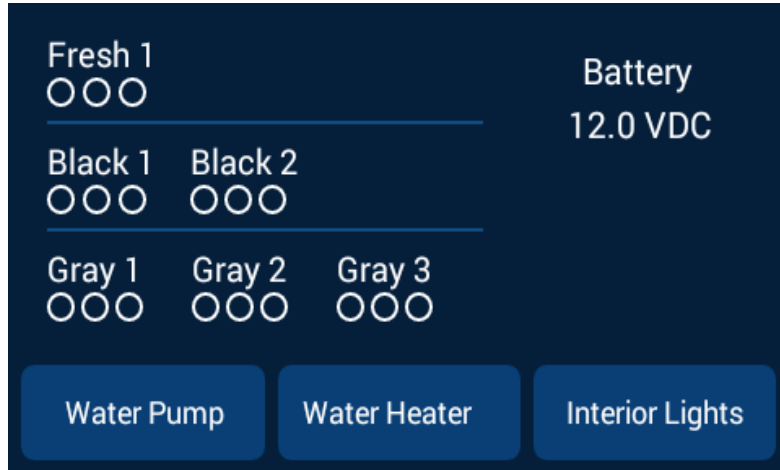 Fresh 1
Battery
12.0 VDC
Black 1 Black 2
Gray 1 Gray 2 Gray 3
Water Pump Water Heater Interior Lights